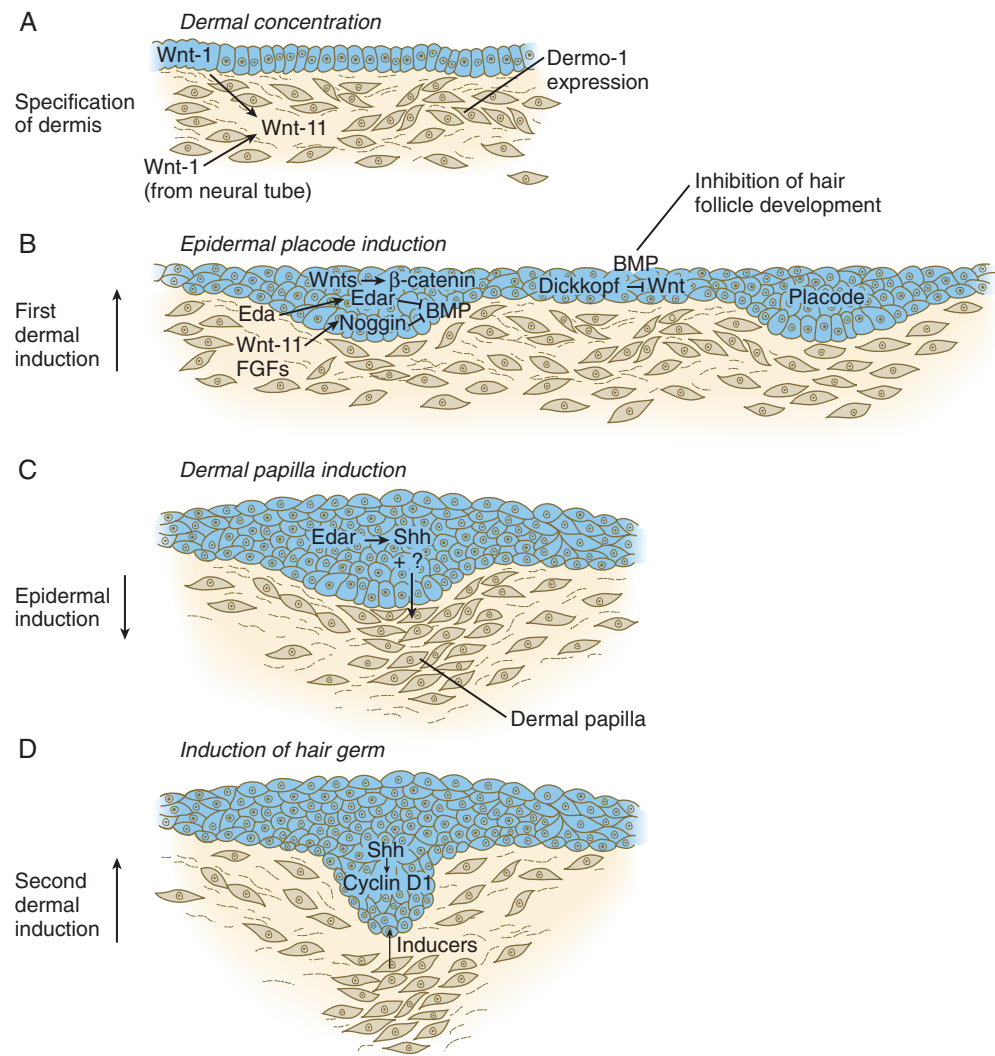 A
Dermal concentration
Wnt-1
Dermo-1
expression
Specification
of dermis
Wnt-11
Wnt-1
(from neural tube)
Inhibition of hair
follicle development
B
Epidermal placode induction
BMP
Wnts β-catenin
Dickkopf Wnt
Edar
Placode
Eda
BMP
Noggin
First
dermal
induction
Wnt-11
FGFs
C
Dermal papilla induction
Edar Shh
+ ?
Epidermal
induction
Dermal papilla
D
Induction of hair germ
Shh
Cyclin D1
Second
dermal
induction
Inducers